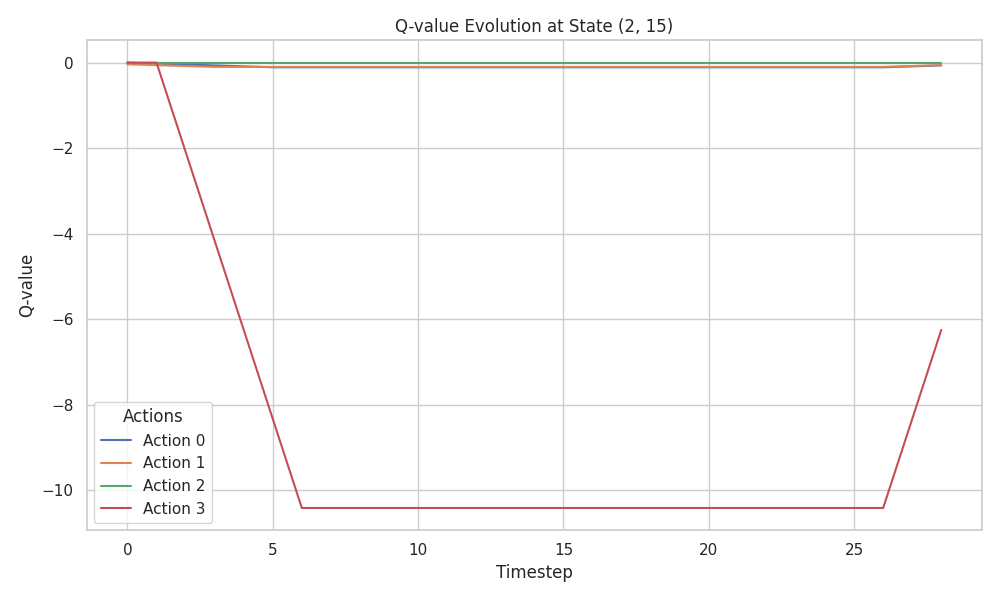 Q-value Evolution at State (2, 15)
Q-value
0
−2
−4
−6
−8
−10
Actions
Action 0
Action 1
Action 2
Action 3
0
5
10
15
20
25
Timestep